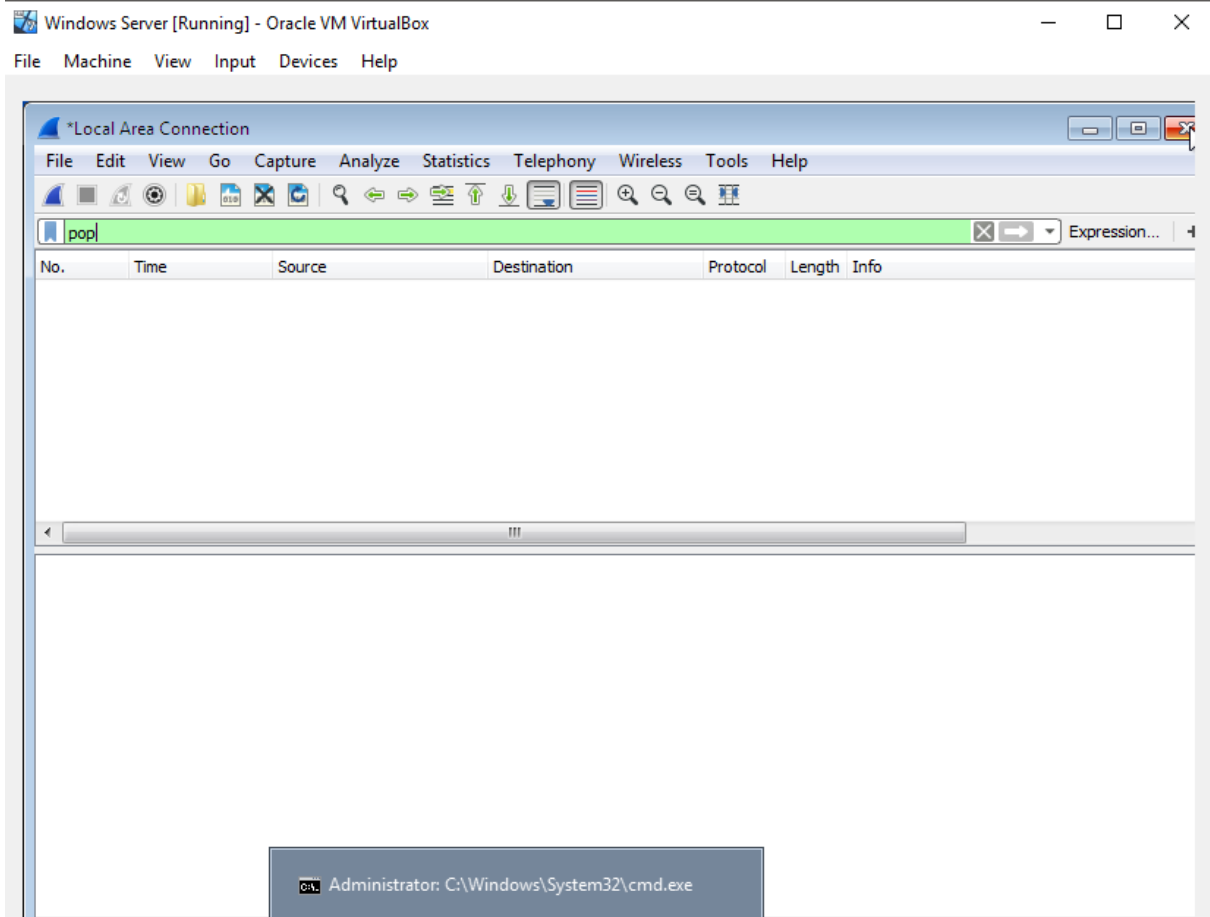 Windows Server [Running] - Oracle VM VirtualBox
File Machine View Input Devices Help
*Local Area Connection
File Edit View Go Capture Analyze Statistics Telephony Wireless Tools Help
pop
Expression...
No. Time Source Destination Protocol Length Info
Administrator: C:\Windows\System32\cmd.exe